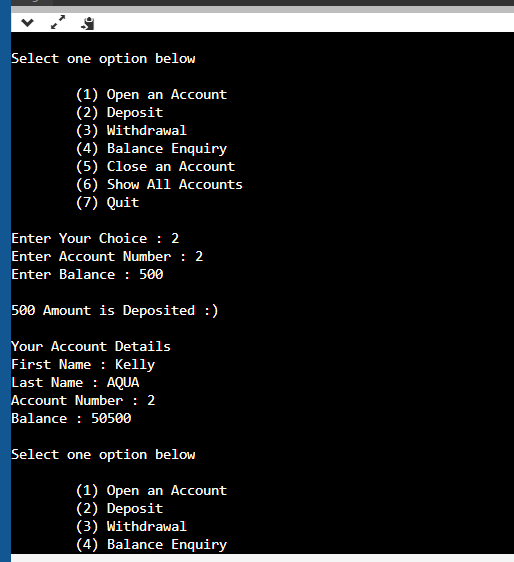 Select one option below
(1) Open an Account
(2) Deposit
(3) Withdrawal
(4) Balance Enquiry
(5) Close an Account
(6) Show All Accounts
(7) Quit
Enter Your Choice : 2
Enter Account Number : 2
Enter Balance : 500
500 Amount is Deposited :)
Your Account Details
First Name : Kelly
Last Name : AQUA
Account Number : 2
Balance : 50500
Select one option below
(1) Open an Account
(2) Deposit
(3) Withdrawal
(4) Balance Enquiry